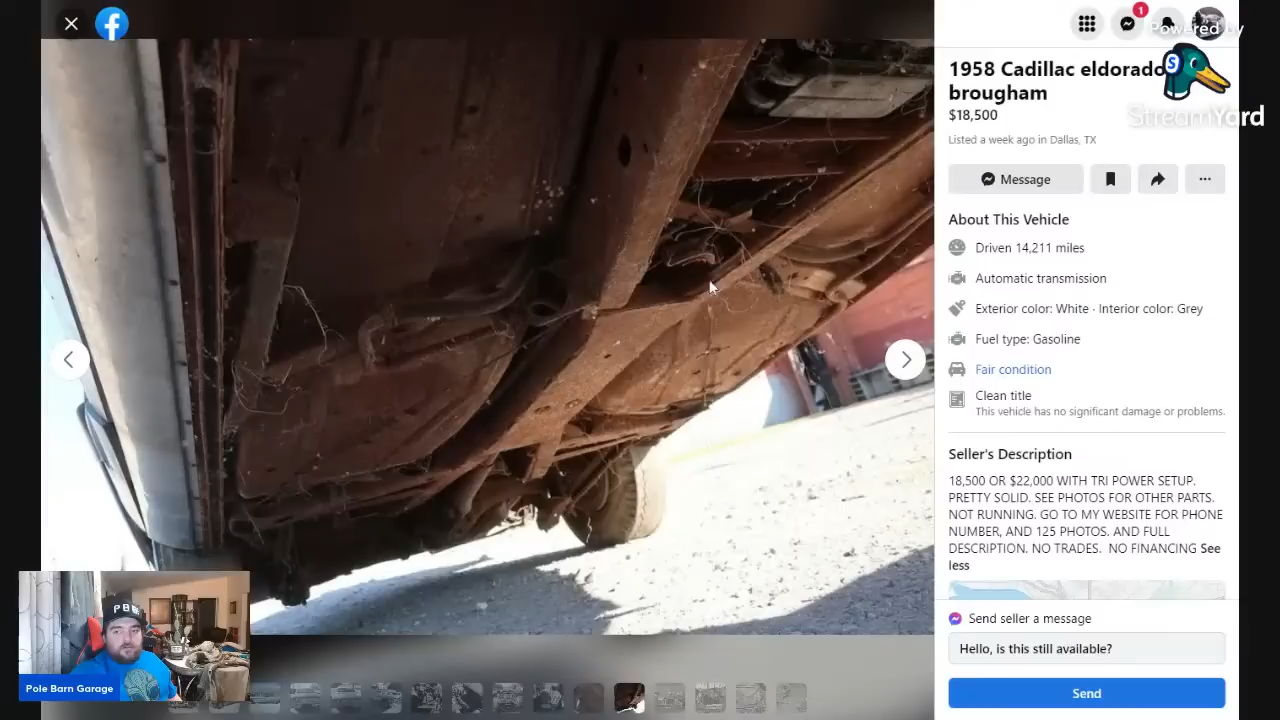 1
Powered by
StreamYard
1958 Cadillac eldorado
brougham
$18,500
Listed a week ago in Dallas, TX
Message
About This Vehicle
Driven 14,211 miles
Automatic transmission
Exterior color: White · Interior color: Grey
Fuel type: Gasoline
Fair condition
Clean title
This vehicle has no significant damage or problems.
Seller's Description
18,500 OR $22,000 WITH TRI POWER SETUP.
PRETTY SOLID. SEE PHOTOS FOR OTHER PARTS.
NOT RUNNING. GO TO MY WEBSITE FOR PHONE
NUMBER, AND 125 PHOTOS. AND FULL
DESCRIPTION. NO TRADES. NO FINANCING See
less
Send seller a message
Hello, is this still available?
Send
PBG
Pole Barn Garage